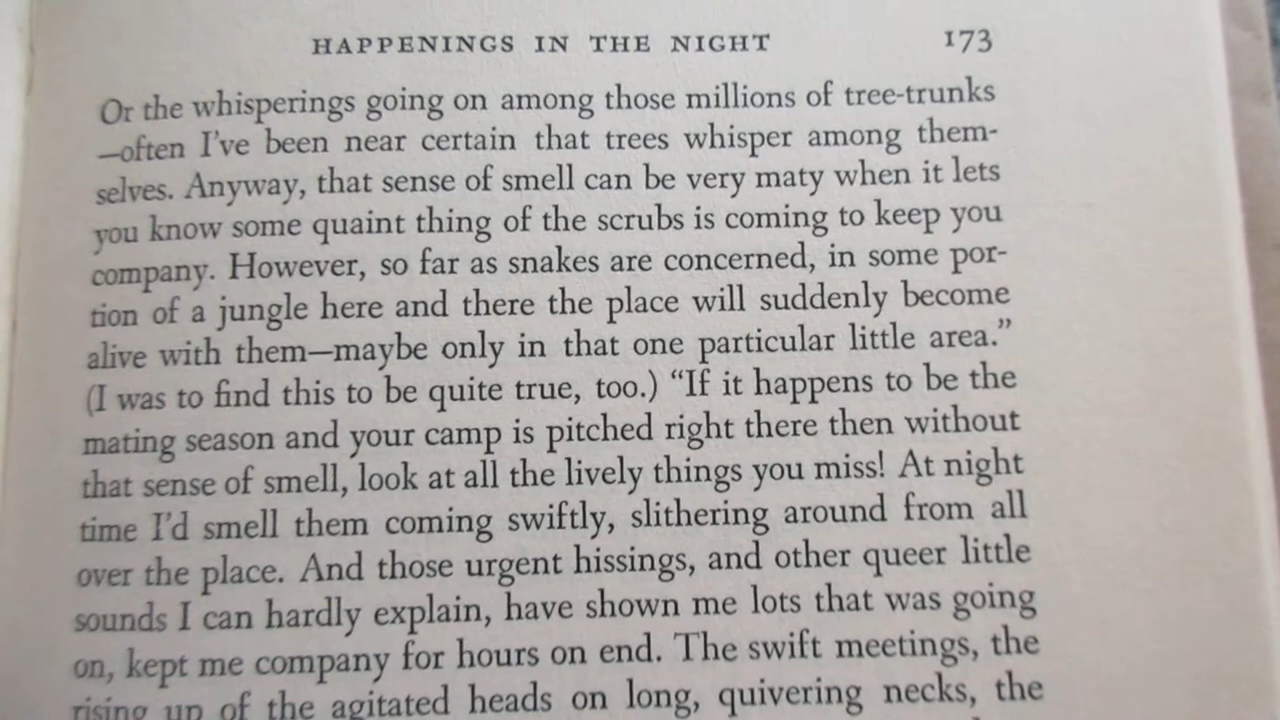 HAPPENINGS IN THE NIGHT 173
Or the whisperings going on among those millions of tree-trunks
—often I've been near certain that trees whisper among them-
selves. Anyway, that sense of smell can be very maty when it lets
you know some quaint thing of the scrubs is coming to keep you
company. However, so far as snakes are concerned, in some por-
tion of a jungle here and there the place will suddenly become
alive with them—maybe only in that one particular little area.”
(I was to find this to be quite true, too.) “If it happens to be the
mating season and your camp is pitched right there then without
that sense of smell, look at all the lively things you miss! At night
time I'd smell them coming swiftly, slithering around from all
over the place. And those urgent hissings, and other queer little
sounds I can hardly explain, have shown me lots that was going
on, kept me company for hours on end. The swift meetings, the
rising up of the agitated heads on long, quivering necks, the